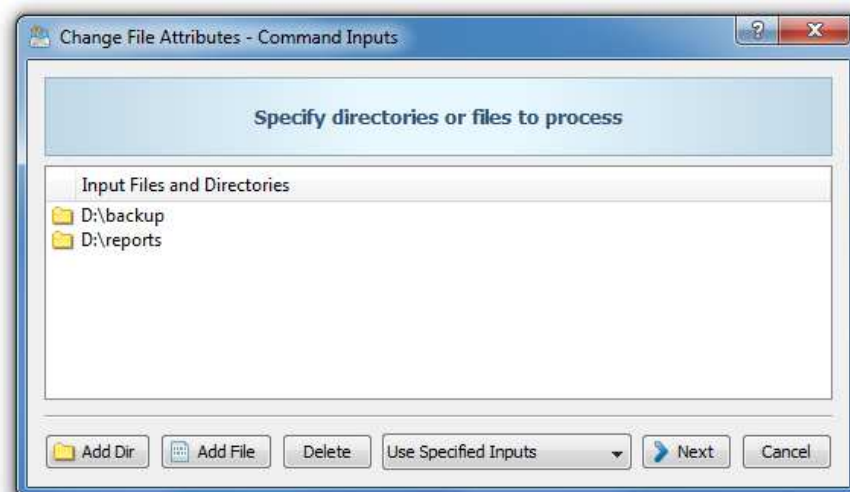 Change File Attributes - Command Inputs
Specify directories or files to process
Input Files and Directories
D:\backup
D:\reports
Add Dir Add File Delete Use Specified Inputs Next Cancel